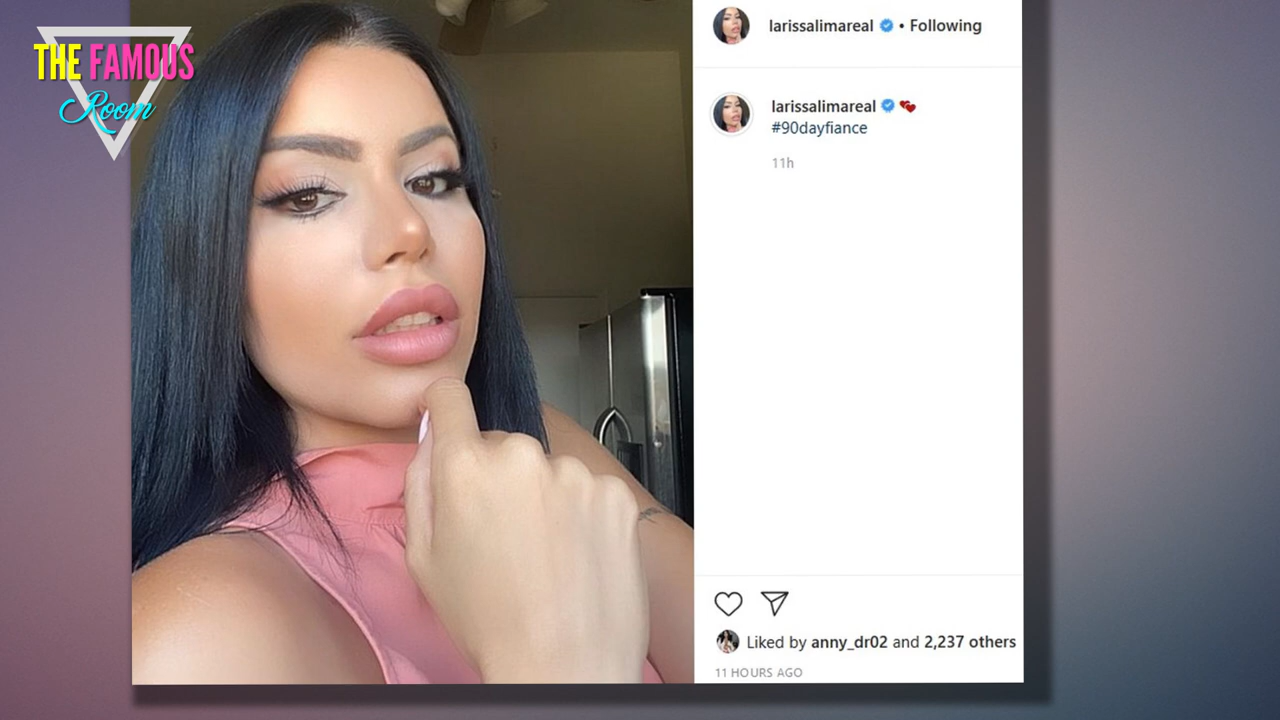 THE FAMOUS
Room
larissalimareal • Following
larissalimareal
#90dayfiance
11h
Liked by anny_dr02 and 2,237 others
11 HOURS AGO